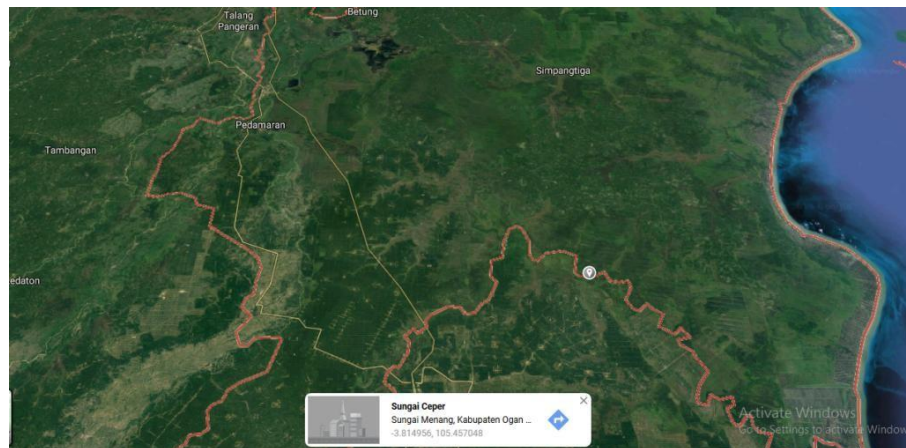 Betung
Talang
Pangeran
Simpangtiga
Pedamaran
Tambangan
edaton
Sungai Ceper
Sungai Menang, Kabupaten Ogan ...
-3.814956, 105.457048
Activate Windows
Go to Settings to activate Window